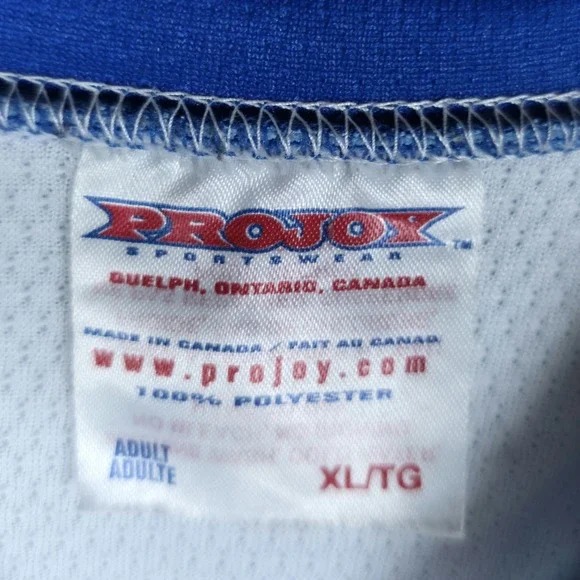 PROJOY™
SPORTSWEAR
GUELPH, ONTARIO, CANADA
MADE IN CANADA / FAIT AU CANADA
www.projoy.com
100% POLYESTER
ADULT
ADULTE
XL/TG